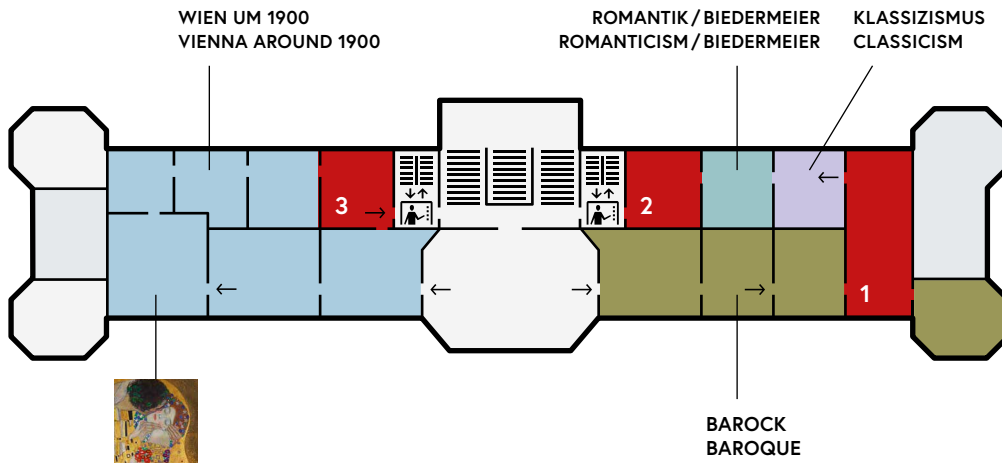 WIEN UM 1900
VIENNA AROUND 1900
ROMANTIK / BIEDERMEIER
ROMANTICISM / BIEDERMEIER
KLASSIZISMUS
CLASSICISM
3
2
1
BAROCK
BAROQUE